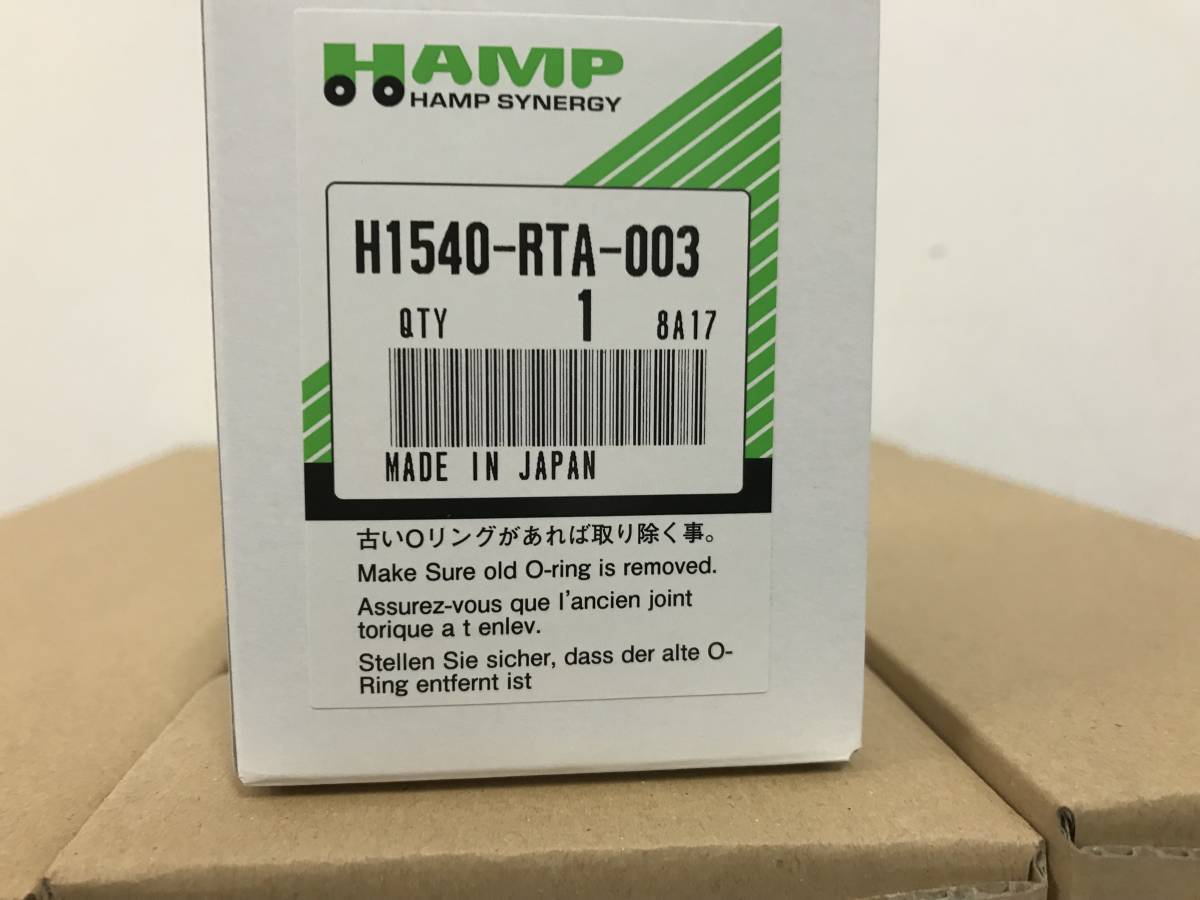 HAMP
HAMP SYNERGY
H1540-RTA-003
QTY 1 8A17
MADE IN JAPAN
古いOリングがあれば取り除く事。
Make Sure old O-ring is removed.
Assurez-vous que l'ancien joint
torique a t enlev.
Stellen Sie sicher, dass der alte O-
Ring entfernt ist